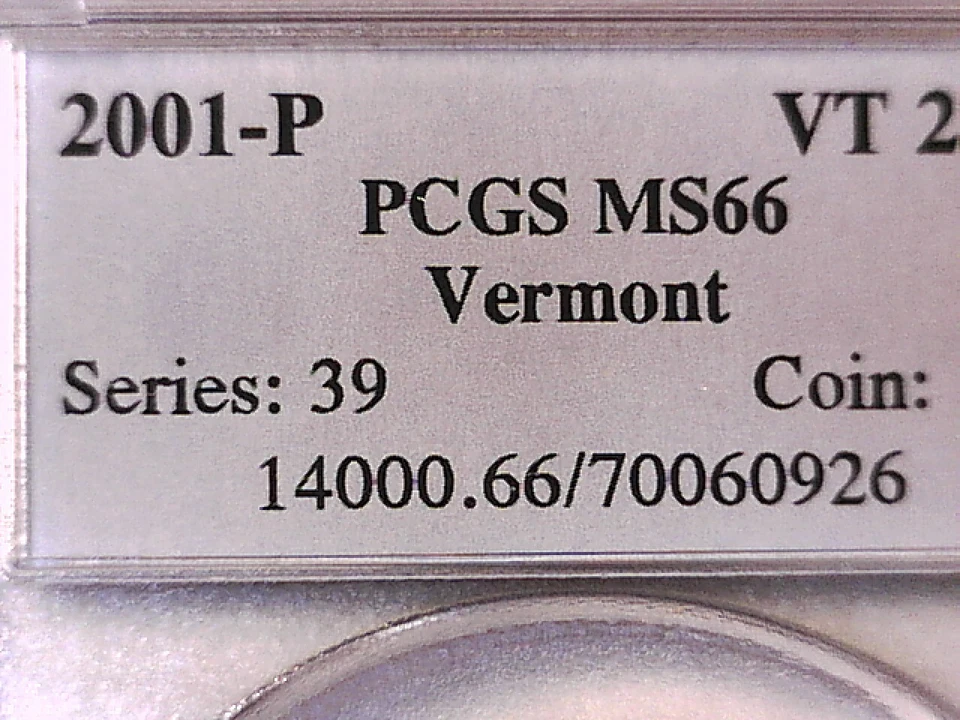 2001-P VT 2
PCGS MS66
Vermont
Series: 39 Coin:
14000.66/70060926